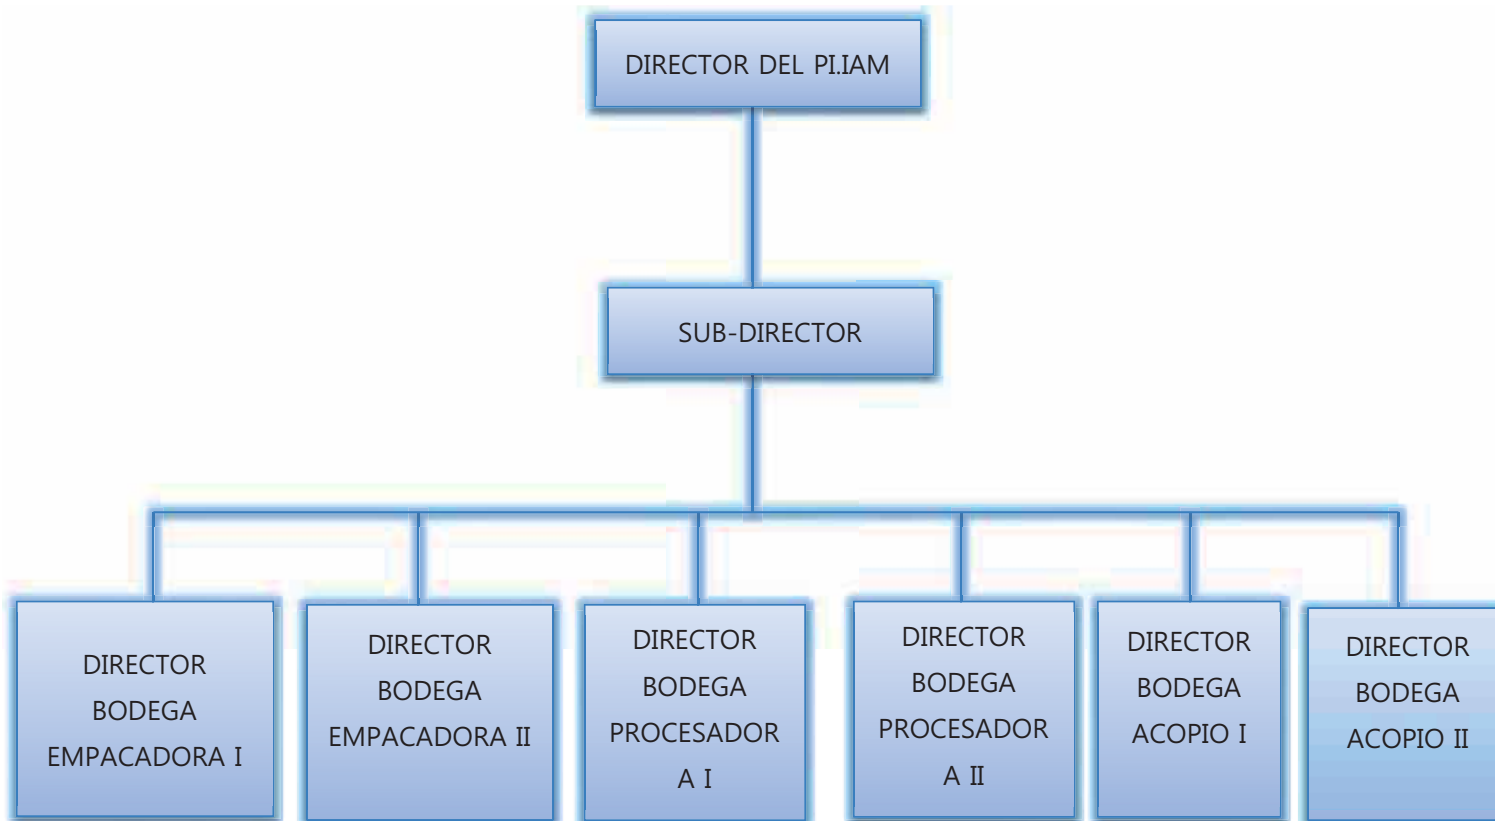 DIRECTOR DEL PI.IAM
SUB-DIRECTOR
DIRECTOR
BODEGA
EMPACADORA I
DIRECTOR
BODEGA
EMPACADORA II
DIRECTOR
BODEGA
PROCESADOR
A I
DIRECTOR
BODEGA
PROCESADOR
A II
DIRECTOR
BODEGA
ACOPIO I
DIRECTOR
BODEGA
ACOPIO II